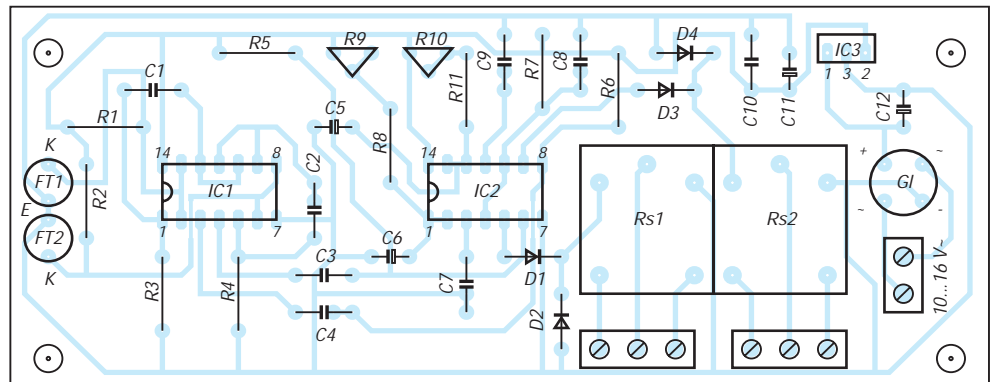 R5
R9
R10
C9
R7
C8
D4
IC3
1 3 2
C1
R11
R6
D3
C10
C11
C12
C5
R1
R8
K
14
8
14
8
+
~
FT1
R2
IC1
C2
IC2
Rs1
Rs2
GI
E
FT2
1
7
1
7
~
-
K
C6
R3
R4
C3
C7
D1
10...16 V~
C4
D2